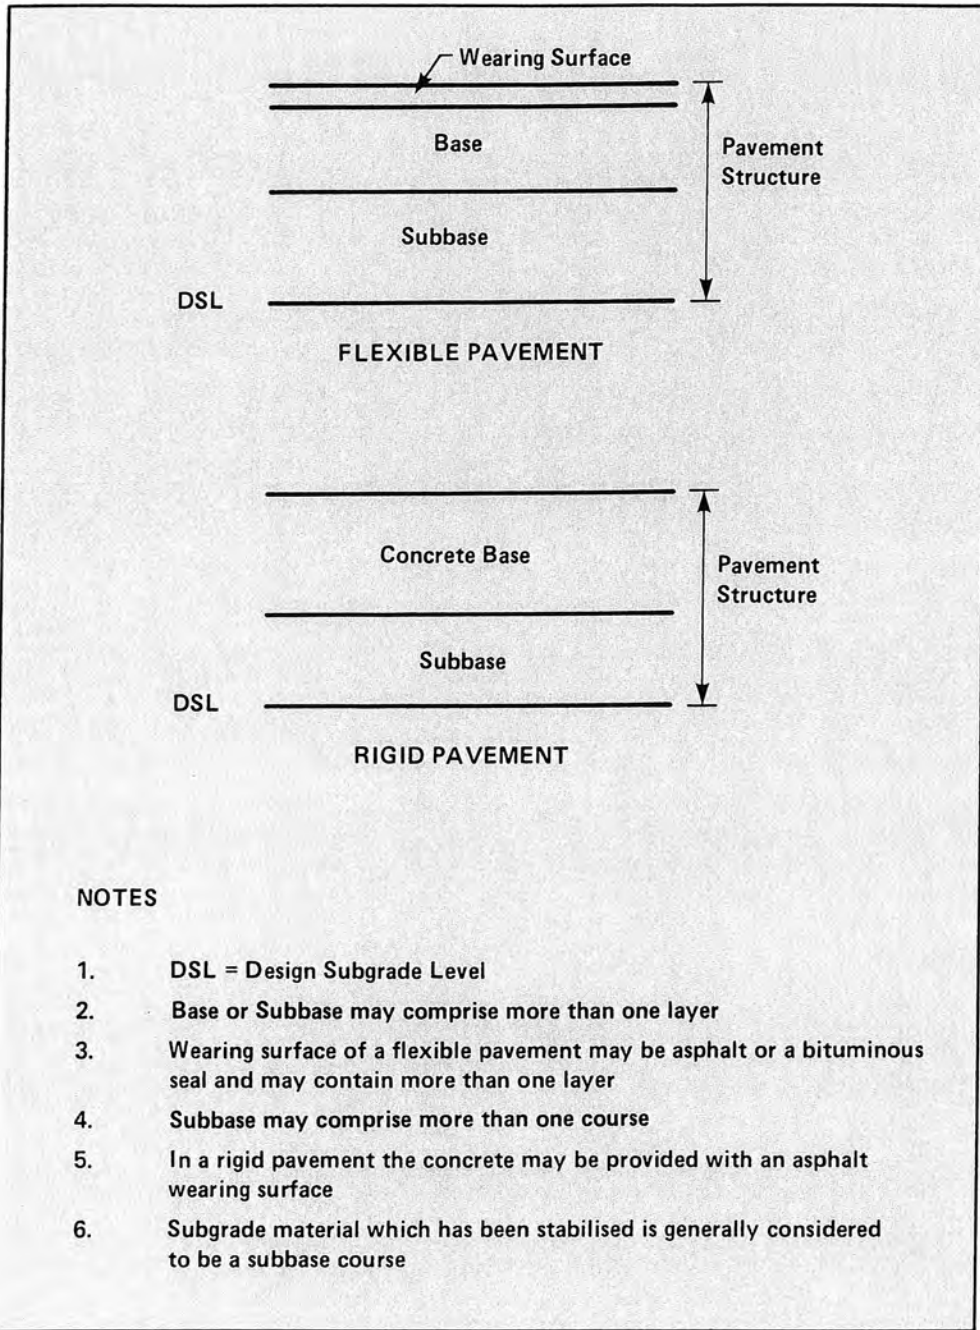 Wearing Surface
Base
Pavement
Structure
Subbase
DSL
FLEXIBLE PAVEMENT
Concrete Base
Pavement
Structure
Subbase
DSL
RIGID PAVEMENT
NOTES
1. DSL = Design Subgrade Level
2. Base or Subbase may comprise more than one layer
3. Wearing surface of a flexible pavement may be asphalt or a bituminous
seal and may contain more than one layer
4. Subbase may comprise more than one course
5. In a rigid pavement the concrete may be provided with an asphalt
wearing surface
6. Subgrade material which has been stabilised is generally considered
to be a subbase course